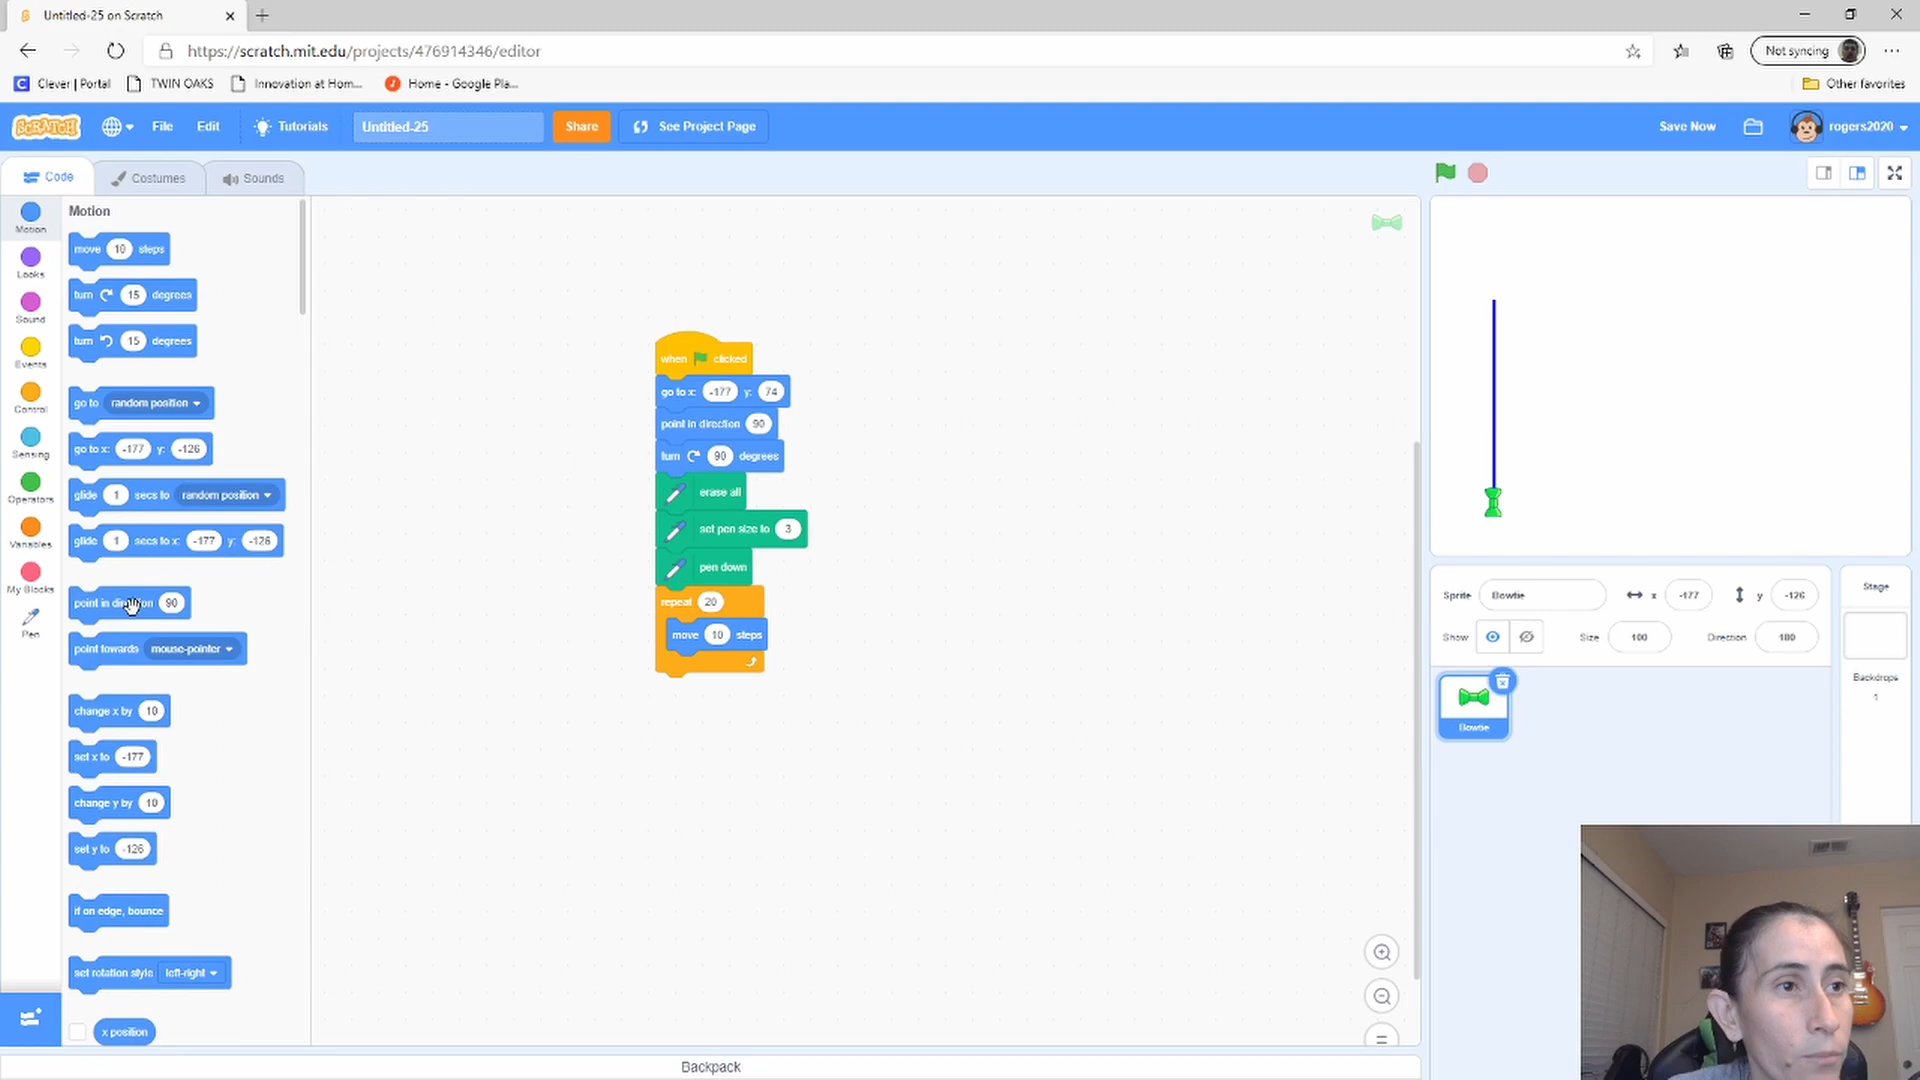 Untitled-25 on Scratch
https://scratch.mit.edu/projects/476914346/editor
Not syncing
Clever | Portal
TWIN OAKS
Innovation at Hom...
Home - Google Pla...
Other favorites
SCRATCH
File
Edit
Tutorials
Untitled-25
Share
See Project Page
Save Now
rogers2020
Code
Costumes
Sounds
Motion
Looks
Sound
Events
Control
Sensing
Operators
Variables
My Blocks
Pen
Motion
move 10 steps
turn 15 degrees
turn 15 degrees
go to random position
go to x: -177 y: -126
glide 1 secs to random position
glide 1 secs to x: -177 y: -126
point in direction 90
point towards mouse-pointer
change x by 10
set x to -177
change y by 10
set y to -126
if on edge, bounce
set rotation style left-right
x position
when clicked
go to x: -177 y: 74
point in direction 90
turn 90 degrees
erase all
set pen size to 3
pen down
repeat 20
move 10 steps
Backpack
Sprite Bowtie x -177 y -126
Show Size 100 Direction 180
Bowtie
Stage
Backdrops
1